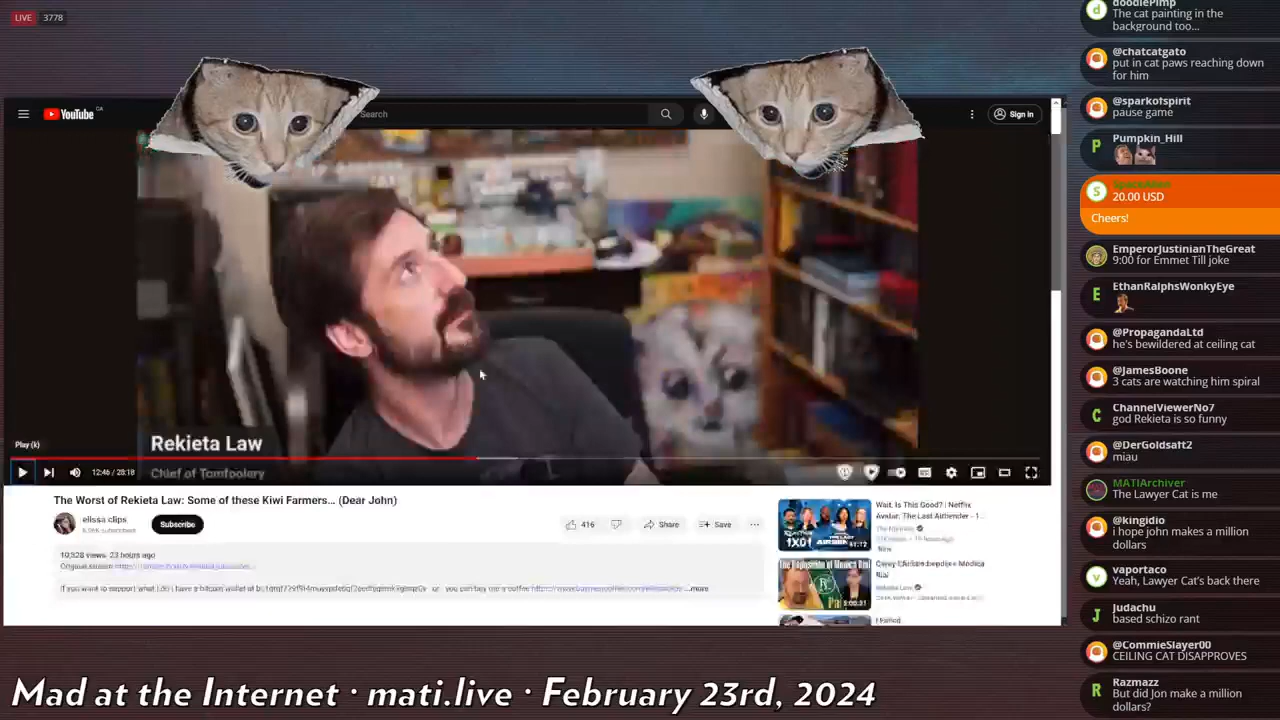 LIVE 3778
YouTube CA
Search
Sign in
Rekieta Law
Chief of Tomfoolery
Play (k)
12:46 / 28:18
The Worst of Rekieta Law: Some of these Kiwi Farmers... (Dear John)
elissa clips
Subscribe
416
Share
Save
10,328 views 23 hours ago
...more
Wait, Is This Good? | Netflix
Avatar: The Last Airbender - 1...
1X01
Rekieta Law
Mad at the Internet · mati.live · February 23rd, 2024
doodlePimp
The cat painting in the
background too...
@chatcatgato
put in cat paws reaching down
for him
@sparkofspirit
pause game
Pumpkin_Hill
20.00 USD
Cheers!
EmperorJustinianTheGreat
9:00 for Emmet Till joke
EthanRalphsWonkyEye
@PropagandaLtd
he's bewildered at ceiling cat
@JamesBoone
3 cats are watching him spiral
ChannelViewerNo7
god Rekieta is so funny
@DerGoldsatz
miau
MATIArchiver
The Lawyer Cat is me
@kingidio
i hope john makes a million
dollars
vaportaco
Yeah, Lawyer Cat's back there
Judachu
based schizo rant
@CommieSlayer00
CEILING CAT DISAPPROVES
Razmazz
But did Jon make a million
dollars?